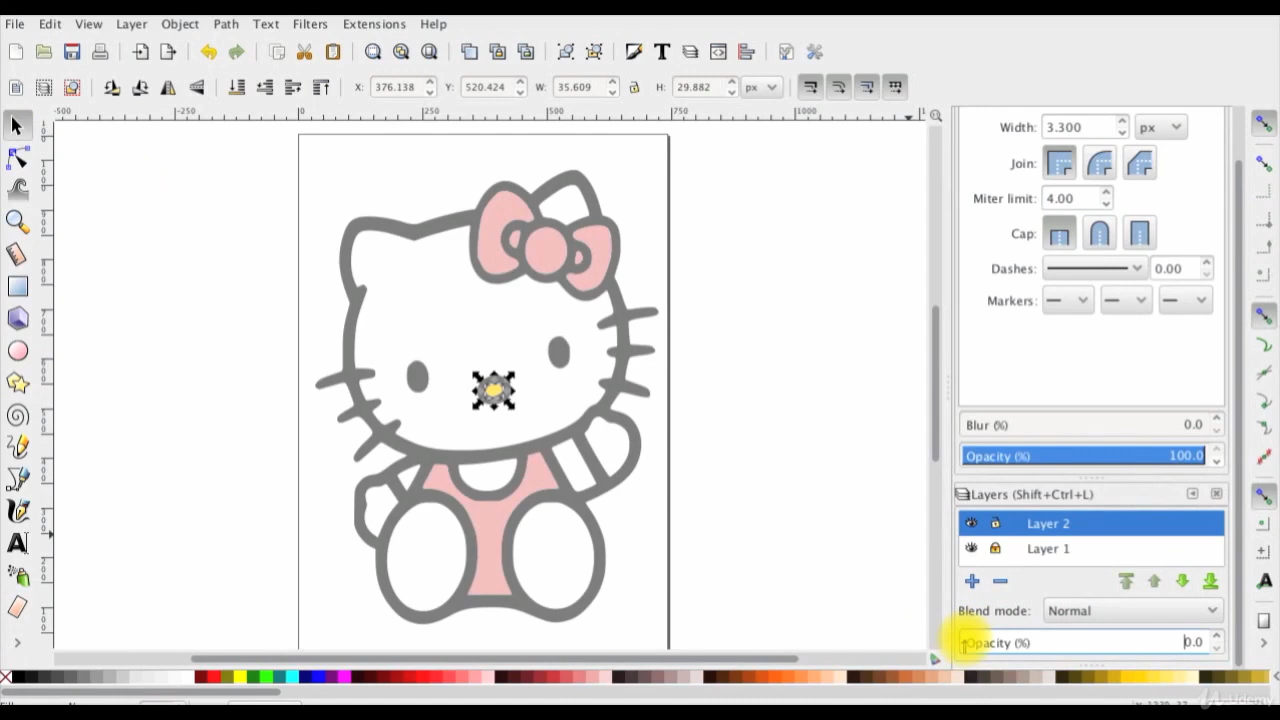 File Edit View Layer Object Path Text Filters Extensions Help
X: 376.138 Y: 520.424 W: 35.609 H: 29.882 px
-500 -250 0 250 500 750 1000
Width: 3.300 px
Join:
Miter limit: 4.00
Cap:
Dashes: 0.00
Markers:
Blur (%) 0.0
Opacity (%) 100.0
Layers (Shift+Ctrl+L)
Layer 2
Layer 1
Blend mode: Normal
Opacity (%) 0.0
Udemy